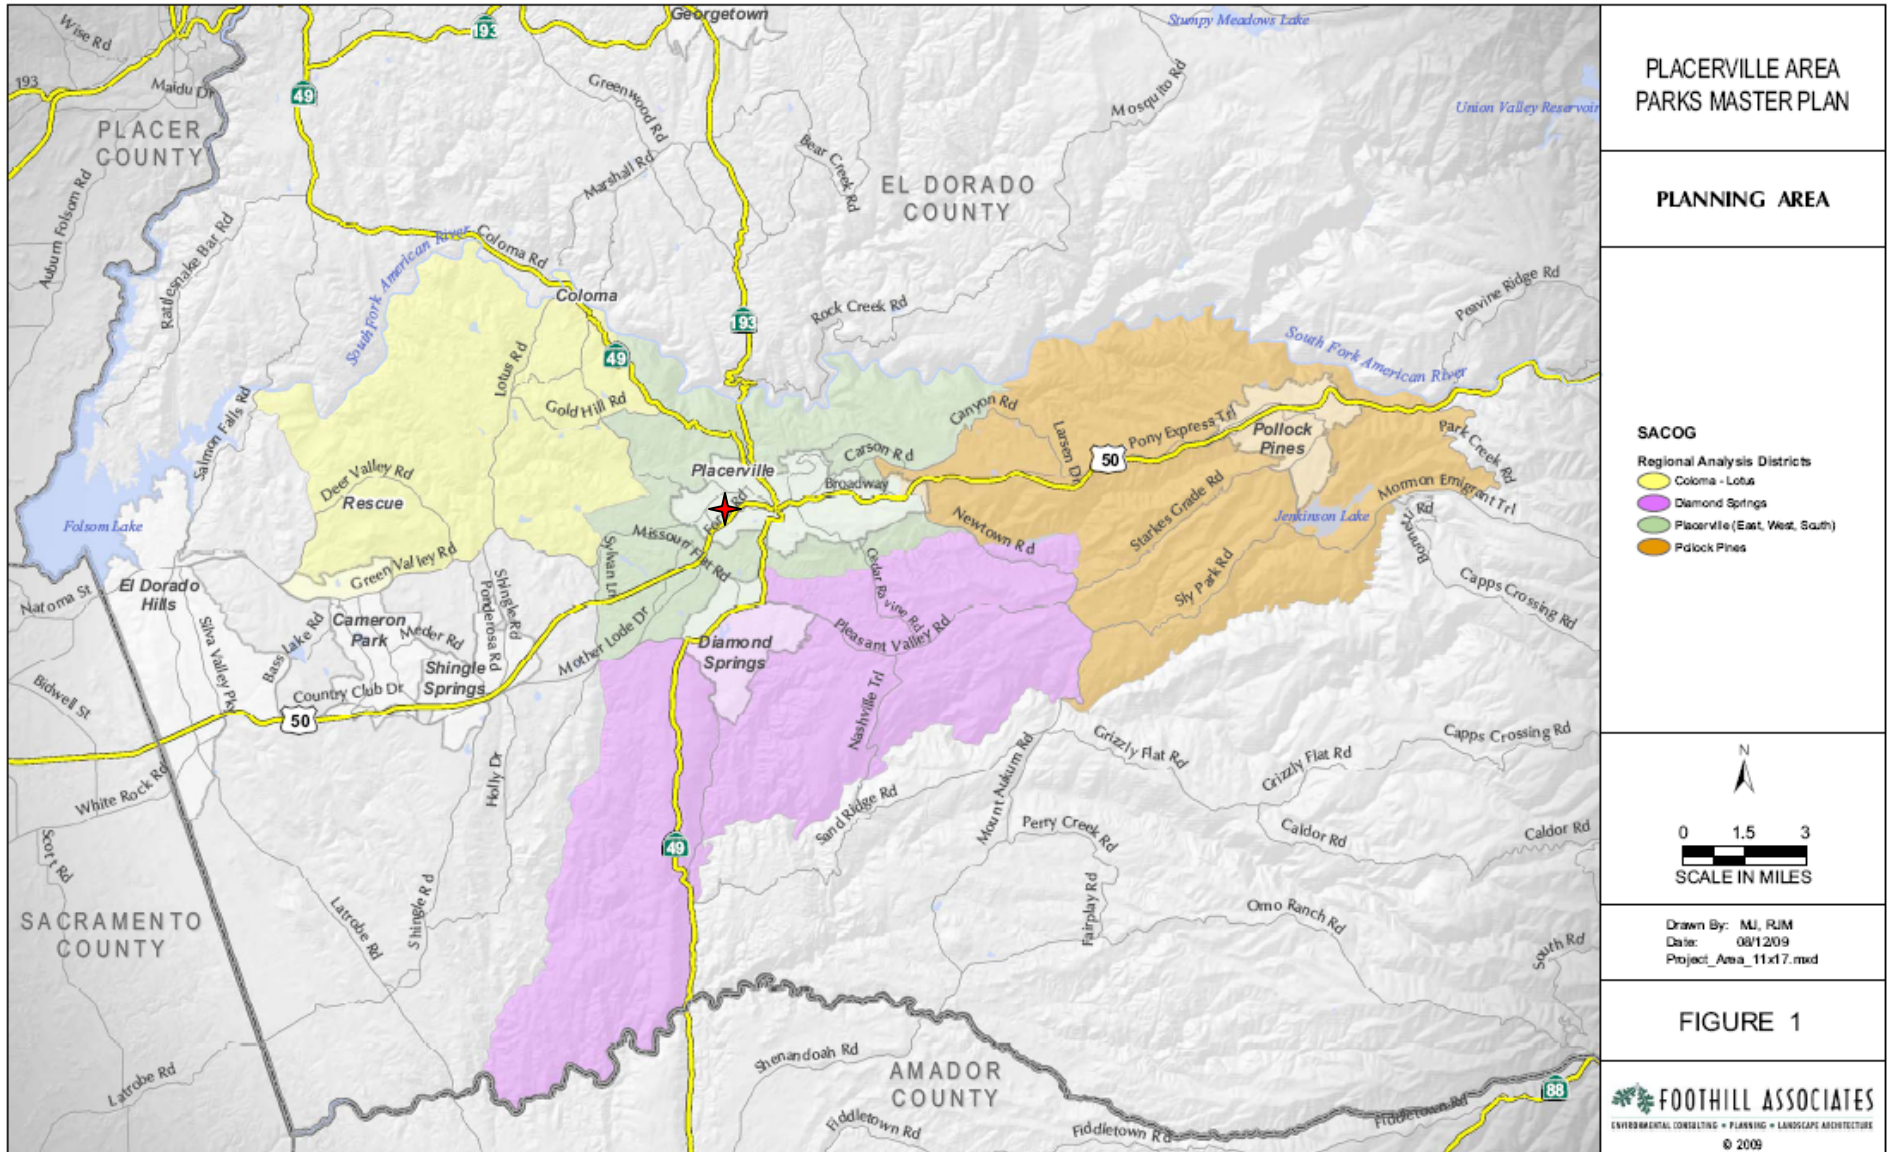 Georgetown
Stumpy Meadows Lake
193
Wise Rd
193
Maidu Dr
49
Greenwood Rd
Mosquito Rd
Union Valley Reservoir
PLACER
COUNTY
Auburn Folsom Rd
Marshall Rd
Bear Creek Rd
EL DORADO
COUNTY
Rattlesnake Bar Rd
South Fork American River
Coloma Rd
Coloma
Rock Creek Rd
193
Peavine Ridge Rd
49
South Fork American River
Lotus Rd
Salmon Falls Rd
Gold Hill Rd
Canyon Rd
Larsen Dr
Pony Express Trl
Pollock
Pines
Park Creek Rd
50
Carson Rd
Placerville
Broadway
Deer Valley Rd
Rescue
Starkes Grade Rd
Mormon Emigrant Trl
Jenkinson Lake
Folsom Lake
Missouri Flat Rd
Newtown Rd
Bonetti Rd
Sylvan Ln
Green Valley Rd
Cedar Ravine Rd
Sly Park Rd
Capps Crossing Rd
El Dorado
Hills
Natoma St
Shingle Rd
Ponderosa Rd
Silva Valley Pky
Bass Lake Rd
Cameron
Park
Meder Rd
Mother Lode Dr
Diamond
Springs
Pleasant Valley Rd
Shingle
Springs
Bidwell St
Country Club Dr
50
Nashville Trl
Grizzly Flat Rd
Grizzly Flat Rd
Capps Crossing Rd
White Rock Rd
Holly Dr
Sand Ridge Rd
Mount Aukum Rd
Perry Creek Rd
Caldor Rd
Caldor Rd
Scott Rd
49
Fairplay Rd
Omo Ranch Rd
SACRAMENTO
COUNTY
Latrobe Rd
Shingle Rd
South Rd
Shenandoah Rd
AMADOR
COUNTY
Latrobe Rd
88
Fiddletown Rd
Fiddletown Rd
Fiddletown Rd
PLACERVILLE AREA
PARKS MASTER PLAN
PLANNING AREA
SACOG
Regional Analysis Districts
Coloma - Lotus
Diamond Springs
Placerville (East, West, South)
Pollock Pines
N
0 1.5 3
SCALE IN MILES
Drawn By: MJ, RJM
Date: 08/12/09
Project_Area_11x17.mxd
FIGURE 1
FOOTHILL ASSOCIATES
ENVIRONMENTAL CONSULTING • PLANNING • LANDSCAPE ARCHITECTURE
© 2009